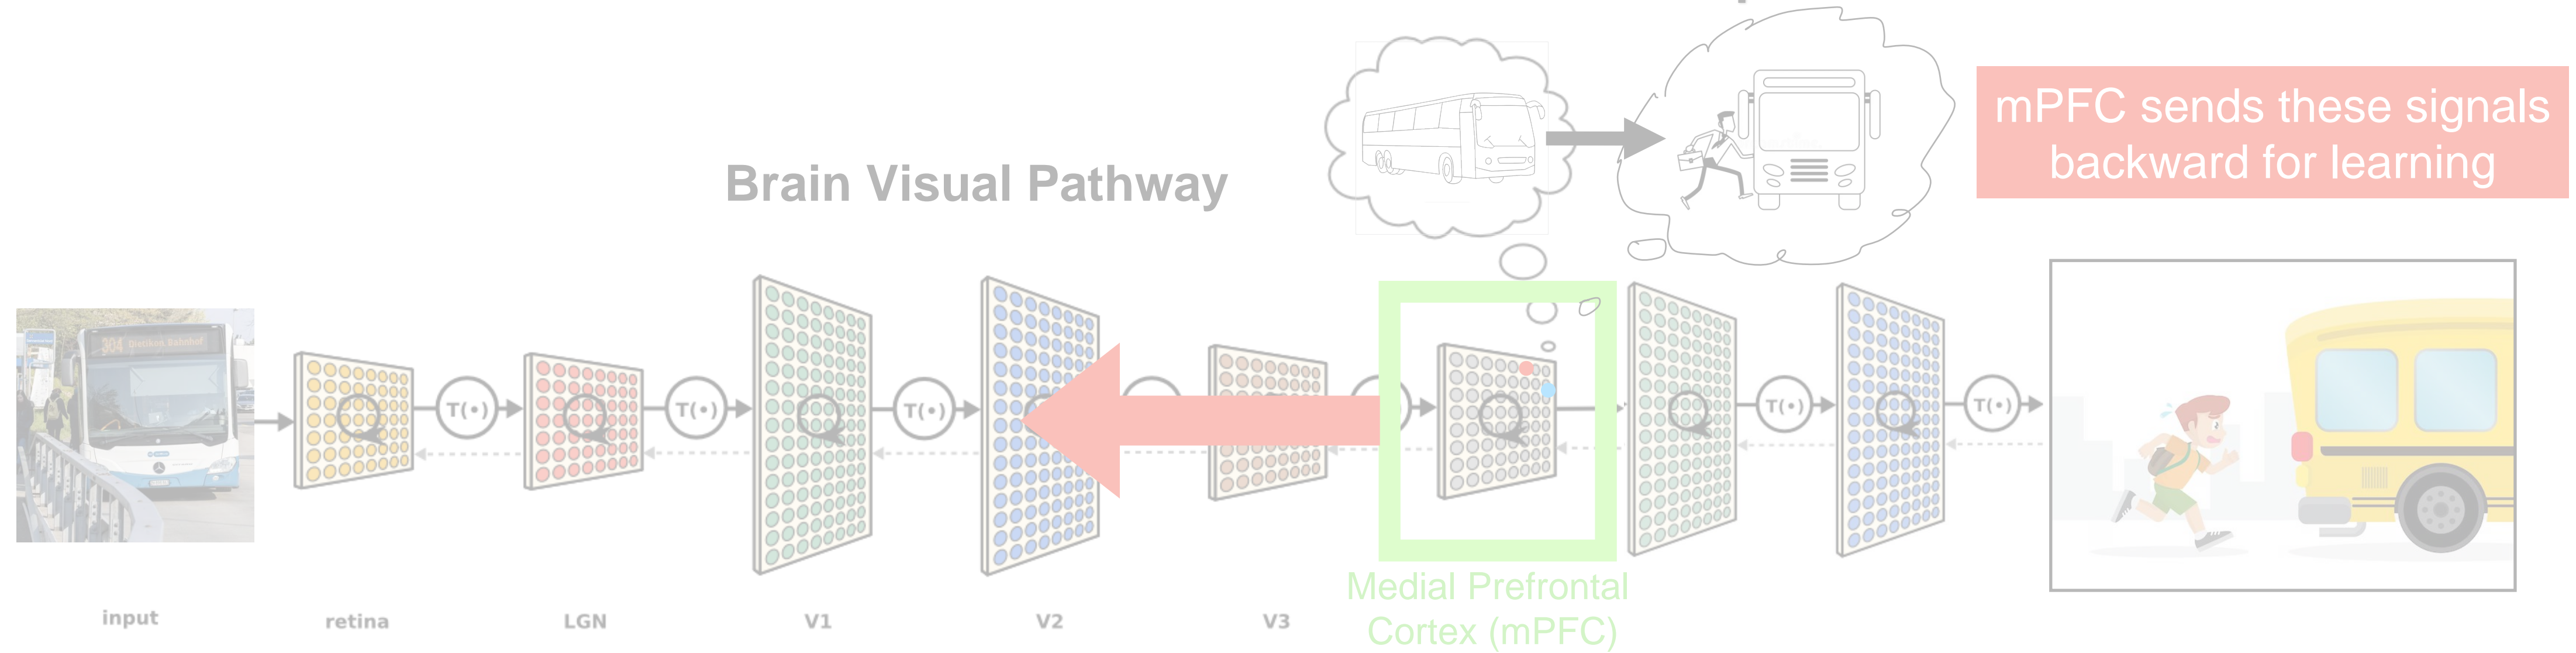 mPFC sends these signals
backward for learning
Brain Visual Pathway
304
T(•)
T(•)
T(•)
T(•)
T(•)
Medial Prefrontal
Cortex (mPFC)
input
retina
LGN
V1
V2
V3